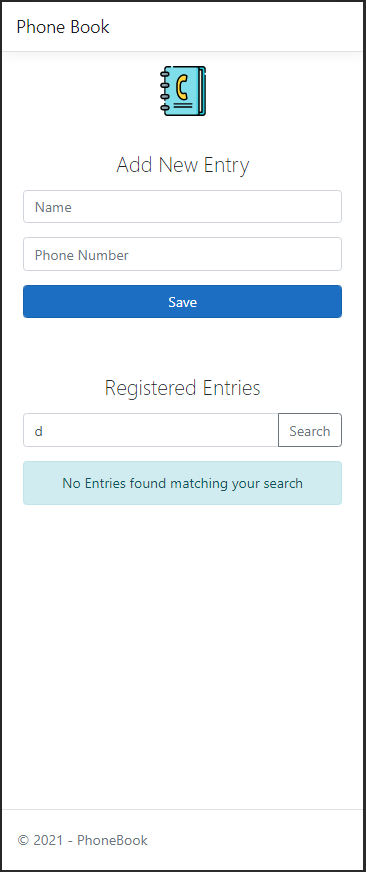 Phone Book
Add New Entry
Name
Phone Number
Save
Registered Entries
d
Search
No Entries found matching your search
© 2021 - PhoneBook